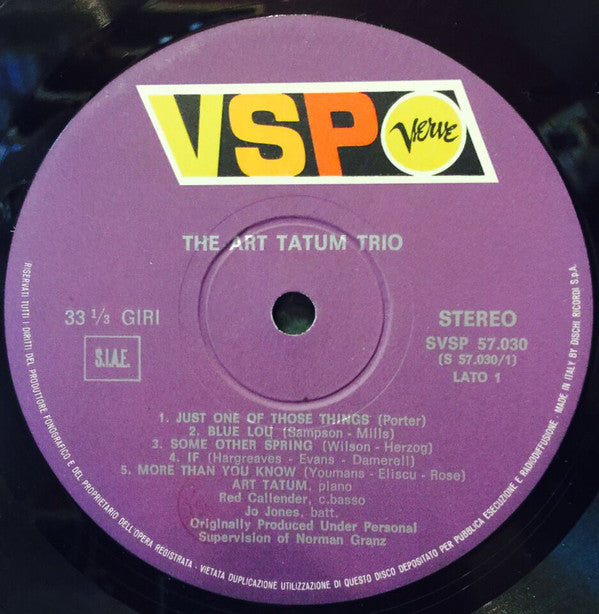 VSP Verve
THE ART TATUM TRIO
33 1/3 GIRI
S.I.A.E.
STEREO
SVSP 57.030
(S 57.030/1)
LATO 1
1. JUST ONE OF THOSE THINGS (Porter)
2. BLUE LOU (Sampson - Mills)
3. SOME OTHER SPRING (Wilson - Herzog)
4. IF (Hargreaves - Evans - Damerell)
5. MORE THAN YOU KNOW (Youmans - Eliscu - Rose)
ART TATUM, piano
Red Callender, c.basso
Jo Jones, batt.
Originally Produced Under Personal
Supervision of Norman Granz
RISERVATI TUTTI I DIRITTI DEL PRODUTTORE FONOGRAFICO E DEL PROPRIETARIO DELL'OPERA REGISTRATA - VIETATA DUPLICAZIONE UTILIZZAZIONE DI QUESTO DISCO DEPOSITATO PER PUBBLICA ESECUZIONE E RADIODIFFUSIONE. MADE IN ITALY BY DISCHI RICORDI S.p.A.